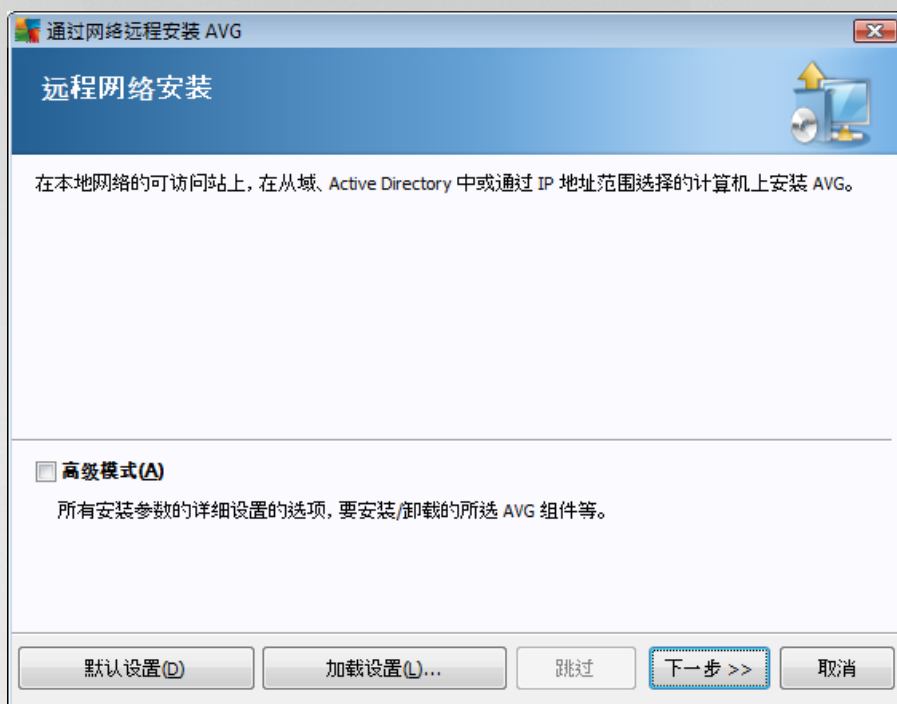 通过网络远程安装 AVG
远程网络安装
在本地网络的可访问站上, 在从域、Active Directory 中或通过 IP 地址范围选择的计算机上安装 AVG。
高级模式(A)
所有安装参数的详细设置的选项, 要安装/卸载的所选 AVG 组件等。
默认设置(D)
加载设置(L)...
跳过
下一步 >>
取消